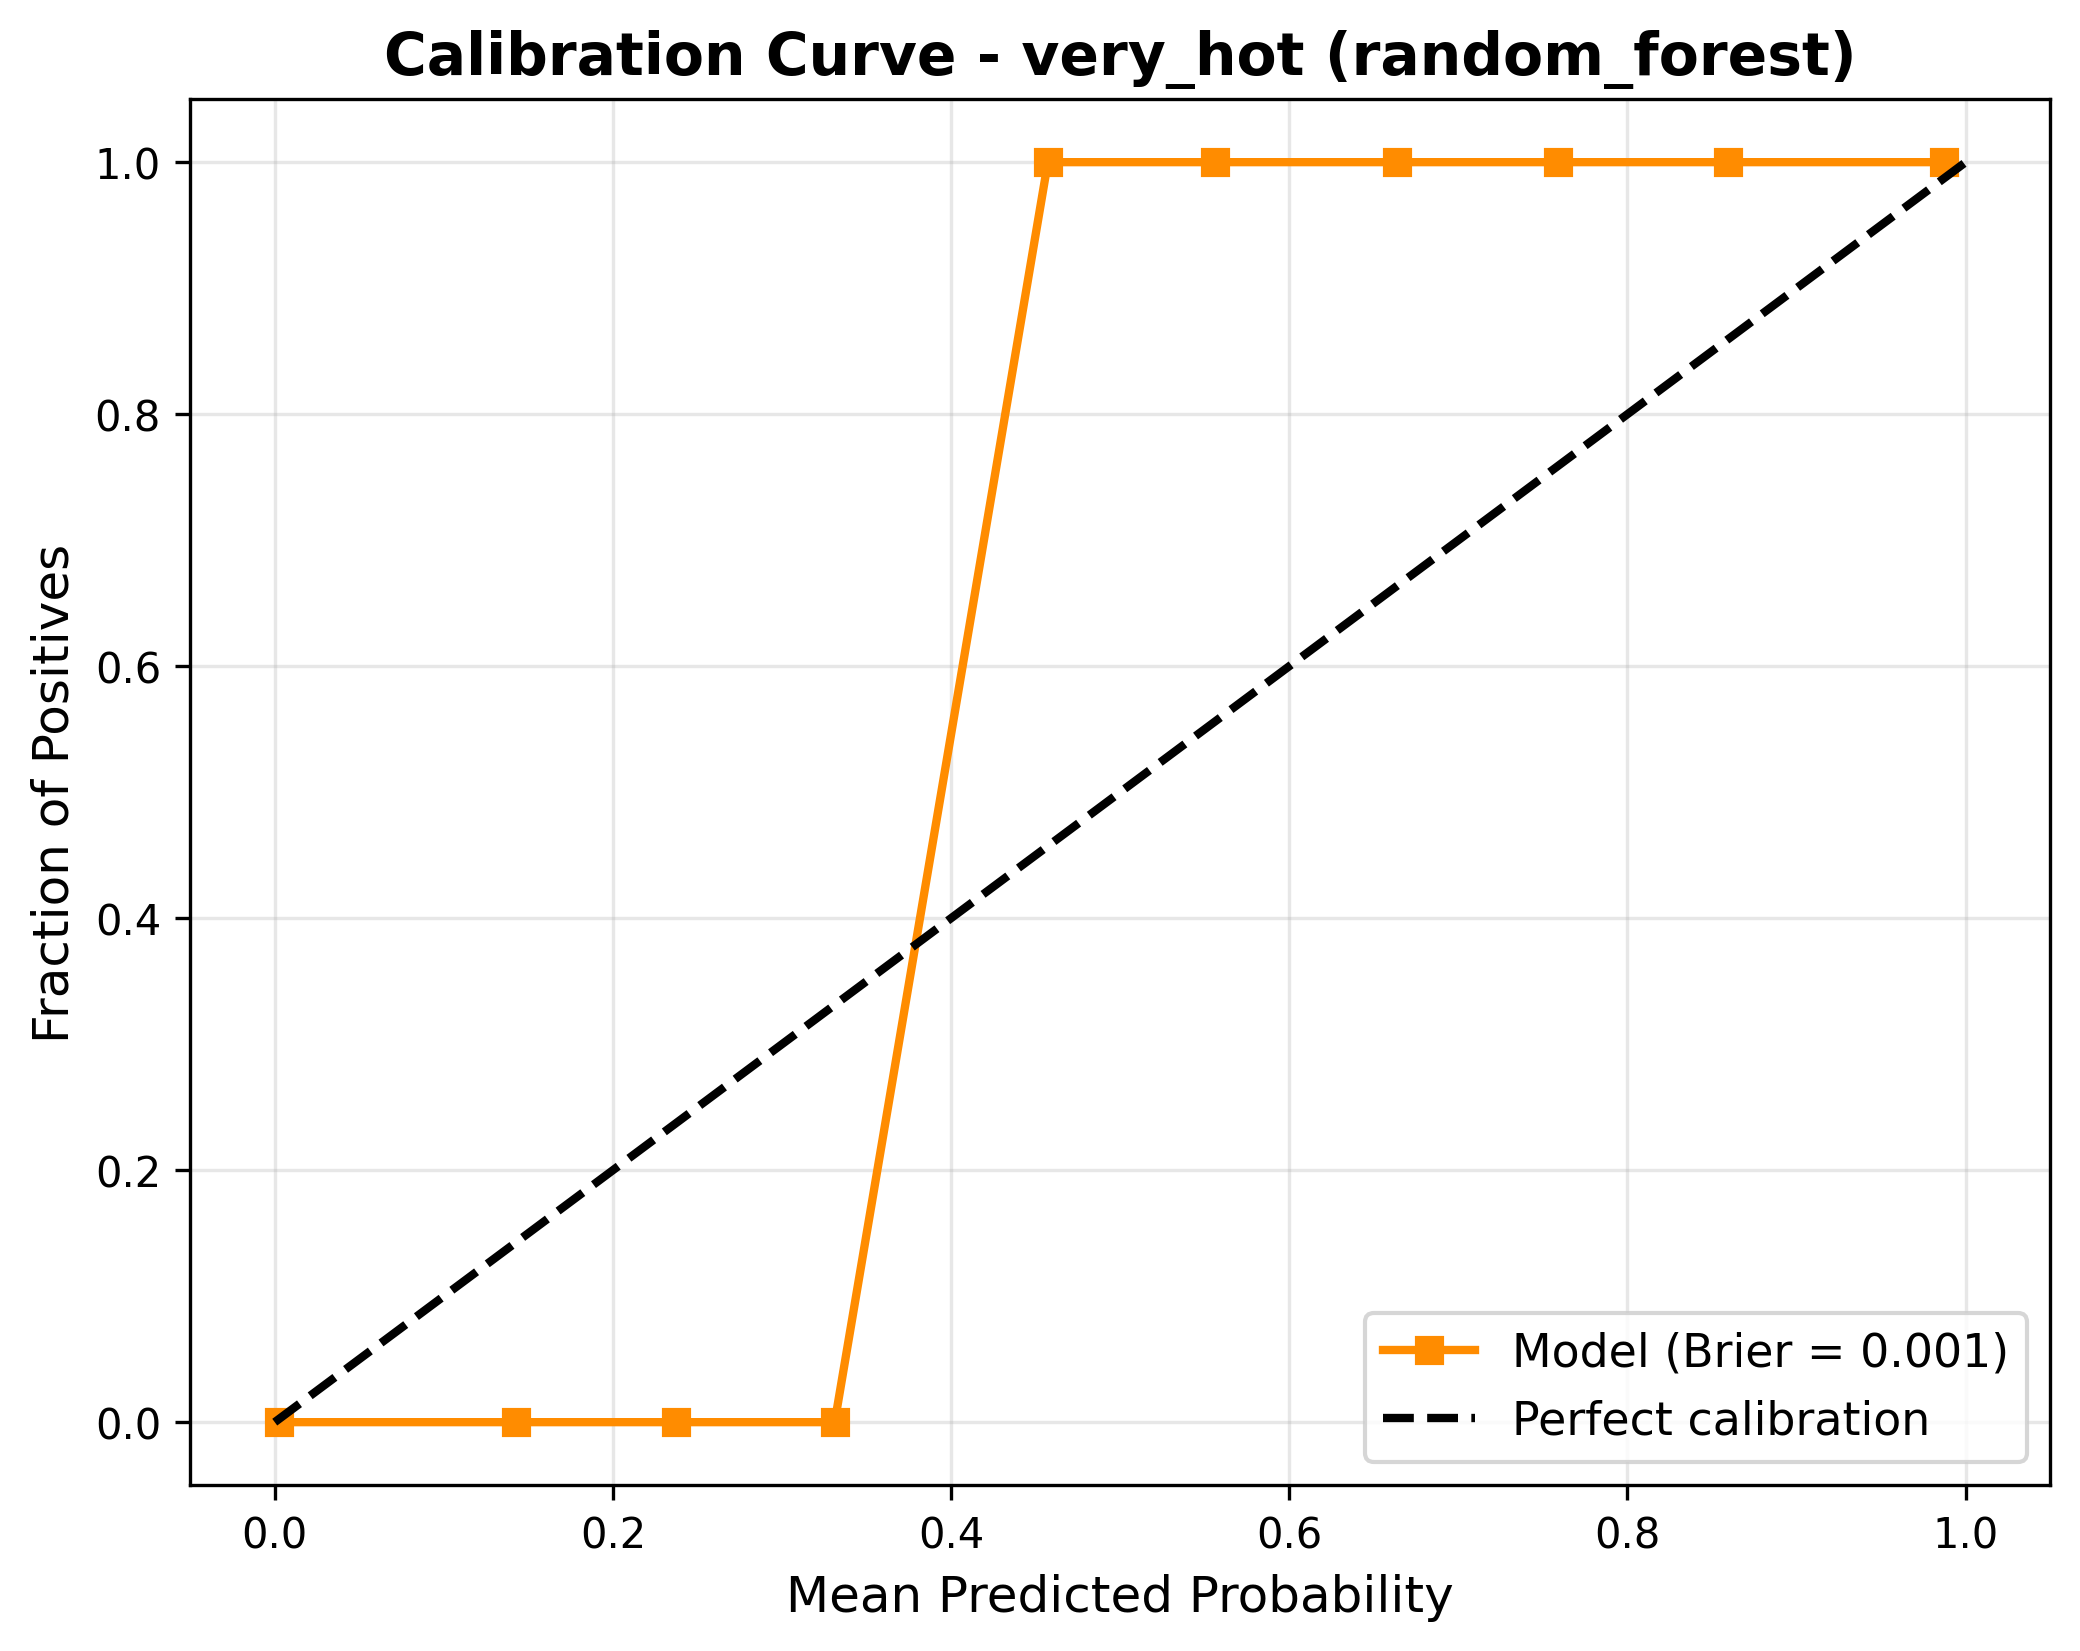 Calibration Curve - very_hot (random_forest)
Fraction of Positives
1.0
0.8
0.6
0.4
0.2
0.0
Model (Brier = 0.001)
Perfect calibration
0.0 0.2 0.4 0.6 0.8 1.0
Mean Predicted Probability